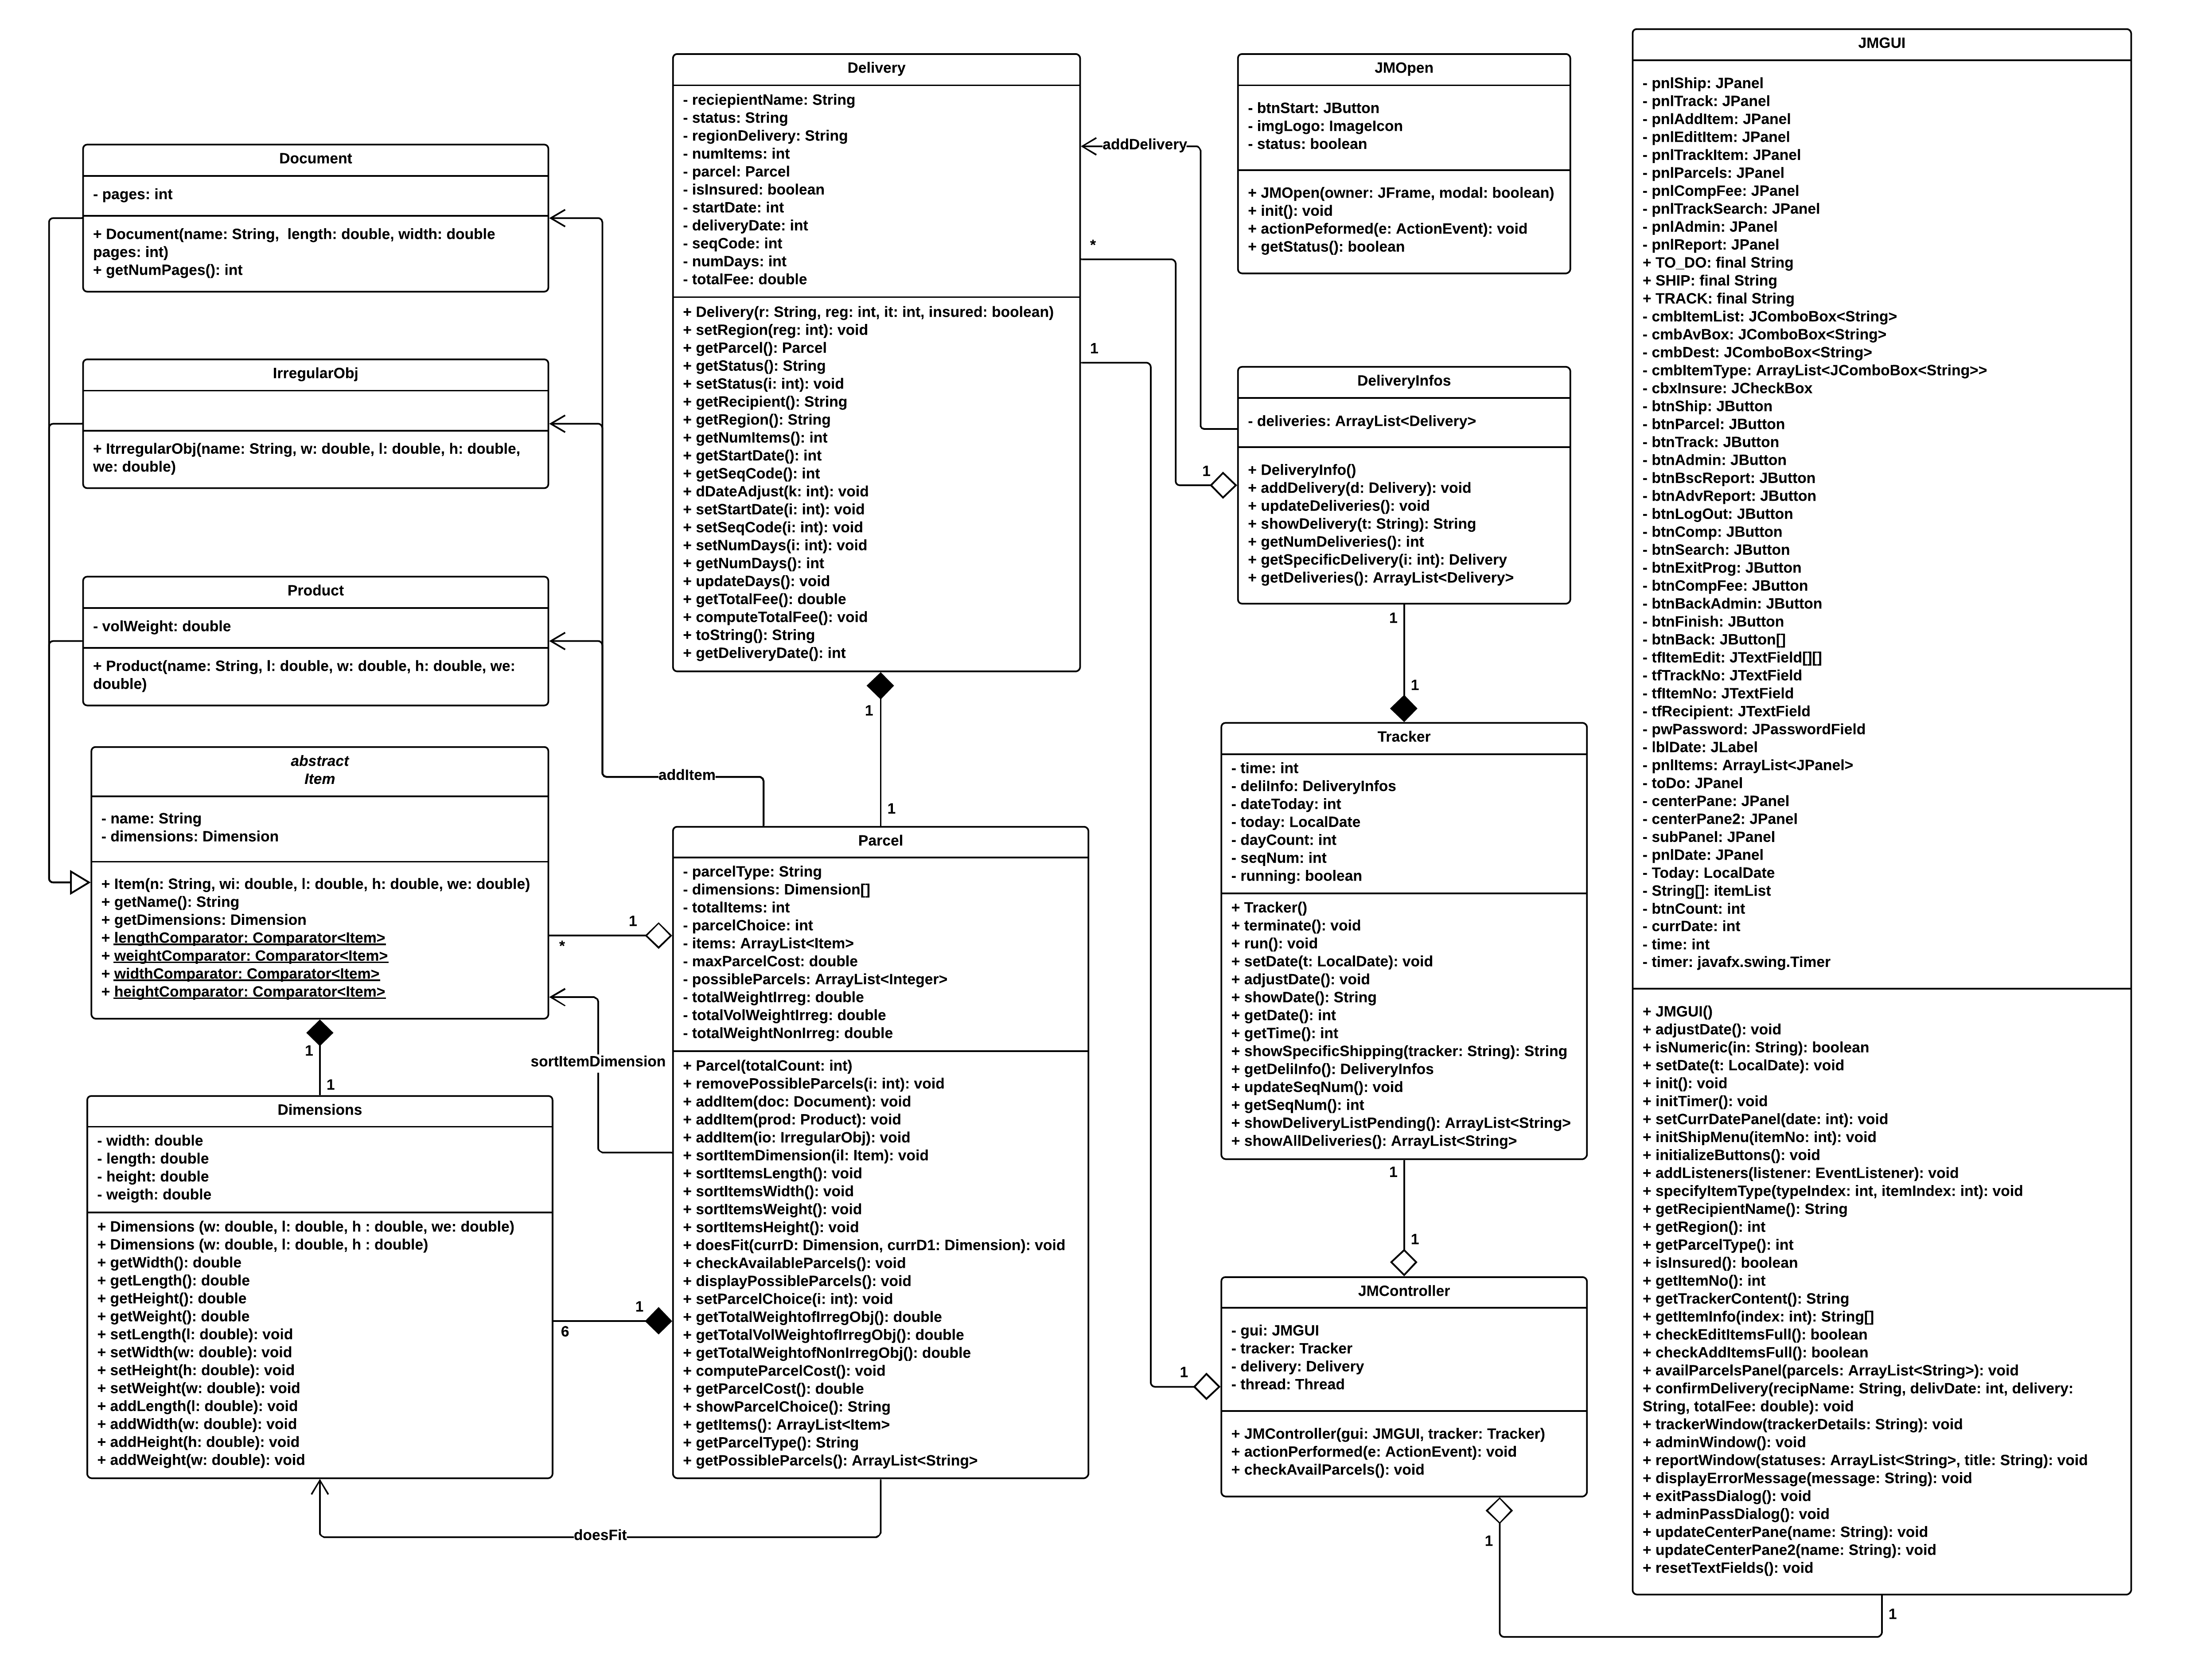 Document
- pages: int
+ Document(name: String,  length: double, width: double
pages: int)
+ getNumPages(): int
IrregularObj
+ ItrregularObj(name: String, w: double, l: double, h: double,
we: double)
Product
- volWeight: double
+ Product(name: String, l: double, w: double, h: double, we:
double)
abstract
Item
- name: String
- dimensions: Dimension
+ Item(n: String, wi: double, l: double, h: double, we: double)
+ getName(): String
+ getDimensions: Dimension
+ lengthComparator: Comparator<Item>
+ weightComparator: Comparator<Item>
+ widthComparator: Comparator<Item>
+ heightComparator: Comparator<Item>
1
1
Dimensions
- width: double
- length: double
- height: double
- weigth: double
+ Dimensions (w: double, l: double, h : double, we: double)
+ Dimensions (w: double, l: double, h : double)
+ getWidth(): double
+ getLength(): double
+ getHeight(): double
+ getWeight(): double
+ setLength(l: double): void
+ setWidth(w: double): void
+ setHeight(h: double): void
+ setWeight(w: double): void
+ addLength(l: double): void
+ addWidth(w: double): void
+ addHeight(h: double): void
+ addWeight(w: double): void
addItem
1
*
sortItemDimension
1
6
doesFit
Delivery
- reciepientName: String
- status: String
- regionDelivery: String
- numItems: int
- parcel: Parcel
- isInsured: boolean
- startDate: int
- deliveryDate: int
- seqCode: int
- numDays: int
- totalFee: double
+ Delivery(r: String, reg: int, it: int, insured: boolean)
+ setRegion(reg: int): void
+ getParcel(): Parcel
+ getStatus(): String
+ setStatus(i: int): void
+ getRecipient(): String
+ getRegion(): String
+ getNumItems(): int
+ getStartDate(): int
+ getSeqCode(): int
+ dDateAdjust(k: int): void
+ setStartDate(i: int): void
+ setSeqCode(i: int): void
+ setNumDays(i: int): void
+ getNumDays(): int
+ updateDays(): void
+ getTotalFee(): double
+ computeTotalFee(): void
+ toString(): String
+ getDeliveryDate(): int
1
1
Parcel
- parcelType: String
- dimensions: Dimension[]
- totalItems: int
- parcelChoice: int
- items: ArrayList<Item>
- maxParcelCost: double
- possibleParcels: ArrayList<Integer>
- totalWeightIrreg: double
- totalVolWeightIrreg: double
- totalWeightNonIrreg: double
+ Parcel(totalCount: int)
+ removePossibleParcels(i: int): void
+ addItem(doc: Document): void
+ addItem(prod: Product): void
+ addItem(io: IrregularObj): void
+ sortItemDimension(il: Item): void
+ sortItemsLength(): void
+ sortItemsWidth(): void
+ sortItemsWeight(): void
+ sortItemsHeight(): void
+ doesFit(currD: Dimension, currD1: Dimension): void
+ checkAvailableParcels(): void
+ displayPossibleParcels(): void
+ setParcelChoice(i: int): void
+ getTotalWeightofIrregObj(): double
+ getTotalVolWeightofIrregObj(): double
+ getTotalWeightofNonIrregObj(): double
+ computeParcelCost(): void
+ getParcelCost(): double
+ showParcelChoice(): String
+ getItems(): ArrayList<Item>
+ getParcelType(): String
+ getPossibleParcels(): ArrayList<String>
addDelivery
*
1
1
1
JMOpen
- btnStart: JButton
- imgLogo: ImageIcon
- status: boolean
+ JMOpen(owner: JFrame, modal: boolean)
+ init(): void
+ actionPeformed(e: ActionEvent): void
+ getStatus(): boolean
DeliveryInfos
- deliveries: ArrayList<Delivery>
+ DeliveryInfo()
+ addDelivery(d: Delivery): void
+ updateDeliveries(): void
+ showDelivery(t: String): String
+ getNumDeliveries(): int
+ getSpecificDelivery(i: int): Delivery
+ getDeliveries(): ArrayList<Delivery>
1
1
Tracker
- time: int
- deliInfo: DeliveryInfos
- dateToday: int
- today: LocalDate
- dayCount: int
- seqNum: int
- running: boolean
+ Tracker()
+ terminate(): void
+ run(): void
+ setDate(t: LocalDate): void
+ adjustDate(): void
+ showDate(): String
+ getDate(): int
+ getTime(): int
+ showSpecificShipping(tracker: String): String
+ getDeliInfo(): DeliveryInfos
+ updateSeqNum(): void
+ getSeqNum(): int
+ showDeliveryListPending(): ArrayList<String>
+ showAllDeliveries(): ArrayList<String>
1
1
JMController
- gui: JMGUI
- tracker: Tracker
- delivery: Delivery
- thread: Thread
+ JMController(gui: JMGUI, tracker: Tracker)
+ actionPerformed(e: ActionEvent): void
+ checkAvailParcels(): void
1
1
JMGUI
- pnlShip: JPanel
- pnlTrack: JPanel
- pnlAddItem: JPanel
- pnlEditItem: JPanel
- pnlTrackItem: JPanel
- pnlParcels: JPanel
- pnlCompFee: JPanel
- pnlTrackSearch: JPanel
- pnlAdmin: JPanel
- pnlReport: JPanel
+ TO_DO: final String
+ SHIP: final String
+ TRACK: final String
- cmbItemList: JComboBox<String>
- cmbAvBox: JComboBox<String>
- cmbDest: JComboBox<String>
- cmbItemType: ArrayList<JComboBox<String>>
- cbxInsure: JCheckBox
- btnShip: JButton
- btnParcel: JButton
- btnTrack: JButton
- btnAdmin: JButton
- btnBscReport: JButton
- btnAdvReport: JButton
- btnLogOut: JButton
- btnComp: JButton
- btnSearch: JButton
- btnExitProg: JButton
- btnCompFee: JButton
- btnBackAdmin: JButton
- btnFinish: JButton
- btnBack: JButton[]
- tfItemEdit: JTextField[][]
- tfTrackNo: JTextField
- tfItemNo: JTextField
- tfRecipient: JTextField
- pwPassword: JPasswordField
- lblDate: JLabel
- pnlItems: ArrayList<JPanel>
- toDo: JPanel
- centerPane: JPanel
- centerPane2: JPanel
- subPanel: JPanel
- pnlDate: JPanel
- Today: LocalDate
- String[]: itemList
- btnCount: int
- currDate: int
- time: int
- timer: javafx.swing.Timer
+ JMGUI()
+ adjustDate(): void
+ isNumeric(in: String): boolean
+ setDate(t: LocalDate): void
+ init(): void
+ initTimer(): void
+ setCurrDatePanel(date: int): void
+ initShipMenu(itemNo: int): void
+ initializeButtons(): void
+ addListeners(listener: EventListener): void
+ specifyItemType(typeIndex: int, itemIndex: int): void
+ getRecipientName(): String
+ getRegion(): int
+ getParcelType(): int
+ isInsured(): boolean
+ getItemNo(): int
+ getTrackerContent(): String
+ getItemInfo(index: int): String[]
+ checkEditItemsFull(): boolean
+ checkAddItemsFull(): boolean
+ availParcelsPanel(parcels: ArrayList<String>): void
+ confirmDelivery(recipName: String, delivDate: int, delivery:
String, totalFee: double): void
+ trackerWindow(trackerDetails: String): void
+ adminWindow(): void
+ reportWindow(statuses: ArrayList<String>, title: String): void
+ displayErrorMessage(message: String): void
+ exitPassDialog(): void
+ adminPassDialog(): void
+ updateCenterPane(name: String): void
+ updateCenterPane2(name: String): void
+ resetTextFields(): void
1